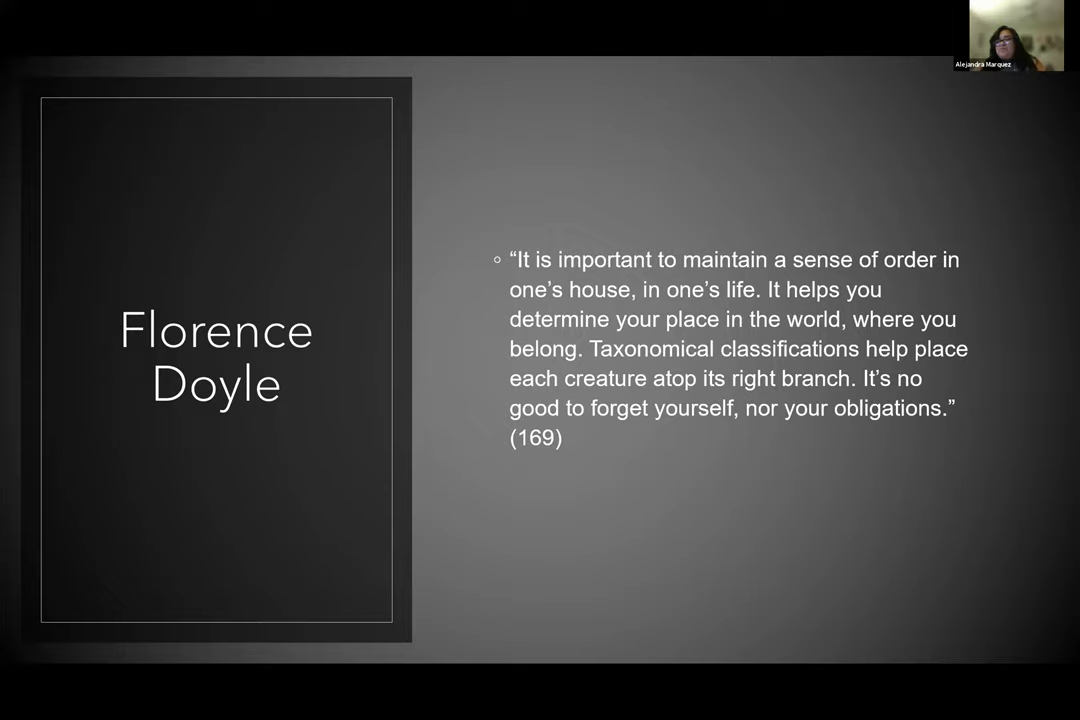 Alejandra Marquez
Florence
Doyle
“It is important to maintain a sense of order in
one’s house, in one’s life. It helps you
determine your place in the world, where you
belong. Taxonomical classifications help place
each creature atop its right branch. It’s no
good to forget yourself, nor your obligations.”
(169)